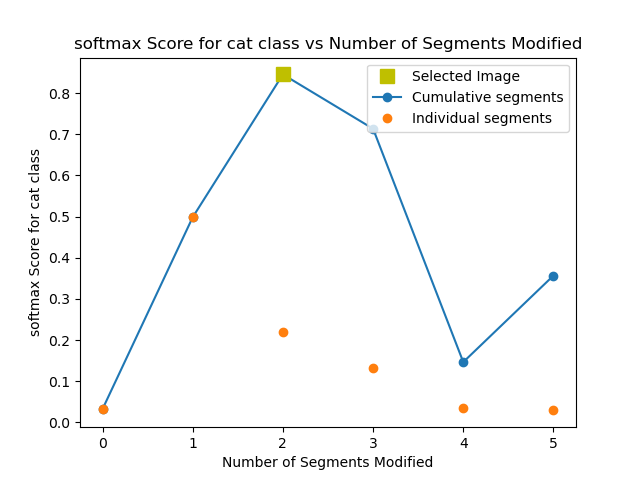 softmax Score for cat class vs Number of Segments Modified
Selected Image
Cumulative segments
Individual segments
softmax Score for cat class
0.8
0.7
0.6
0.5
0.4
0.3
0.2
0.1
0.0
0 1 2 3 4 5
Number of Segments Modified